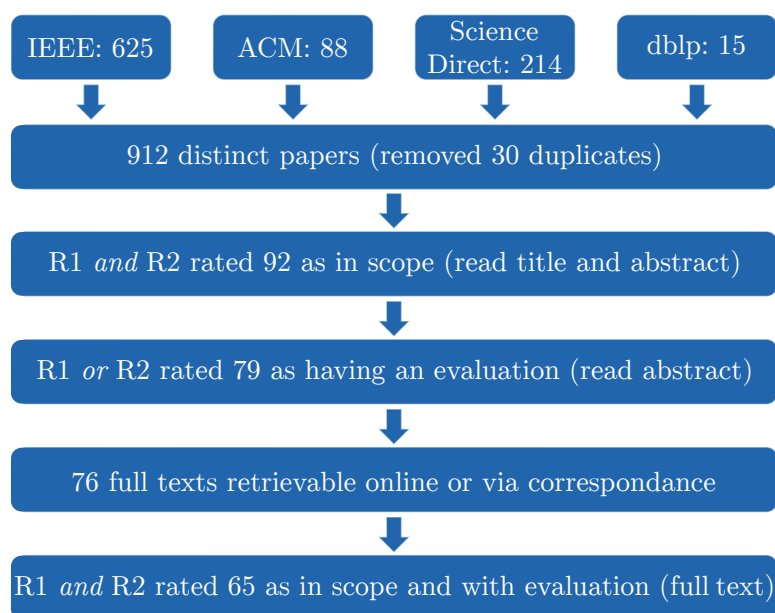 IEEE: 625
ACM: 88
Science
Direct: 214
dblp: 15
912 distinct papers (removed 30 duplicates)
R1 and R2 rated 92 as in scope (read title and abstract)
R1 or R2 rated 79 as having an evaluation (read abstract)
76 full texts retrievable online or via correspondance
R1 and R2 rated 65 as in scope and with evaluation (full text)